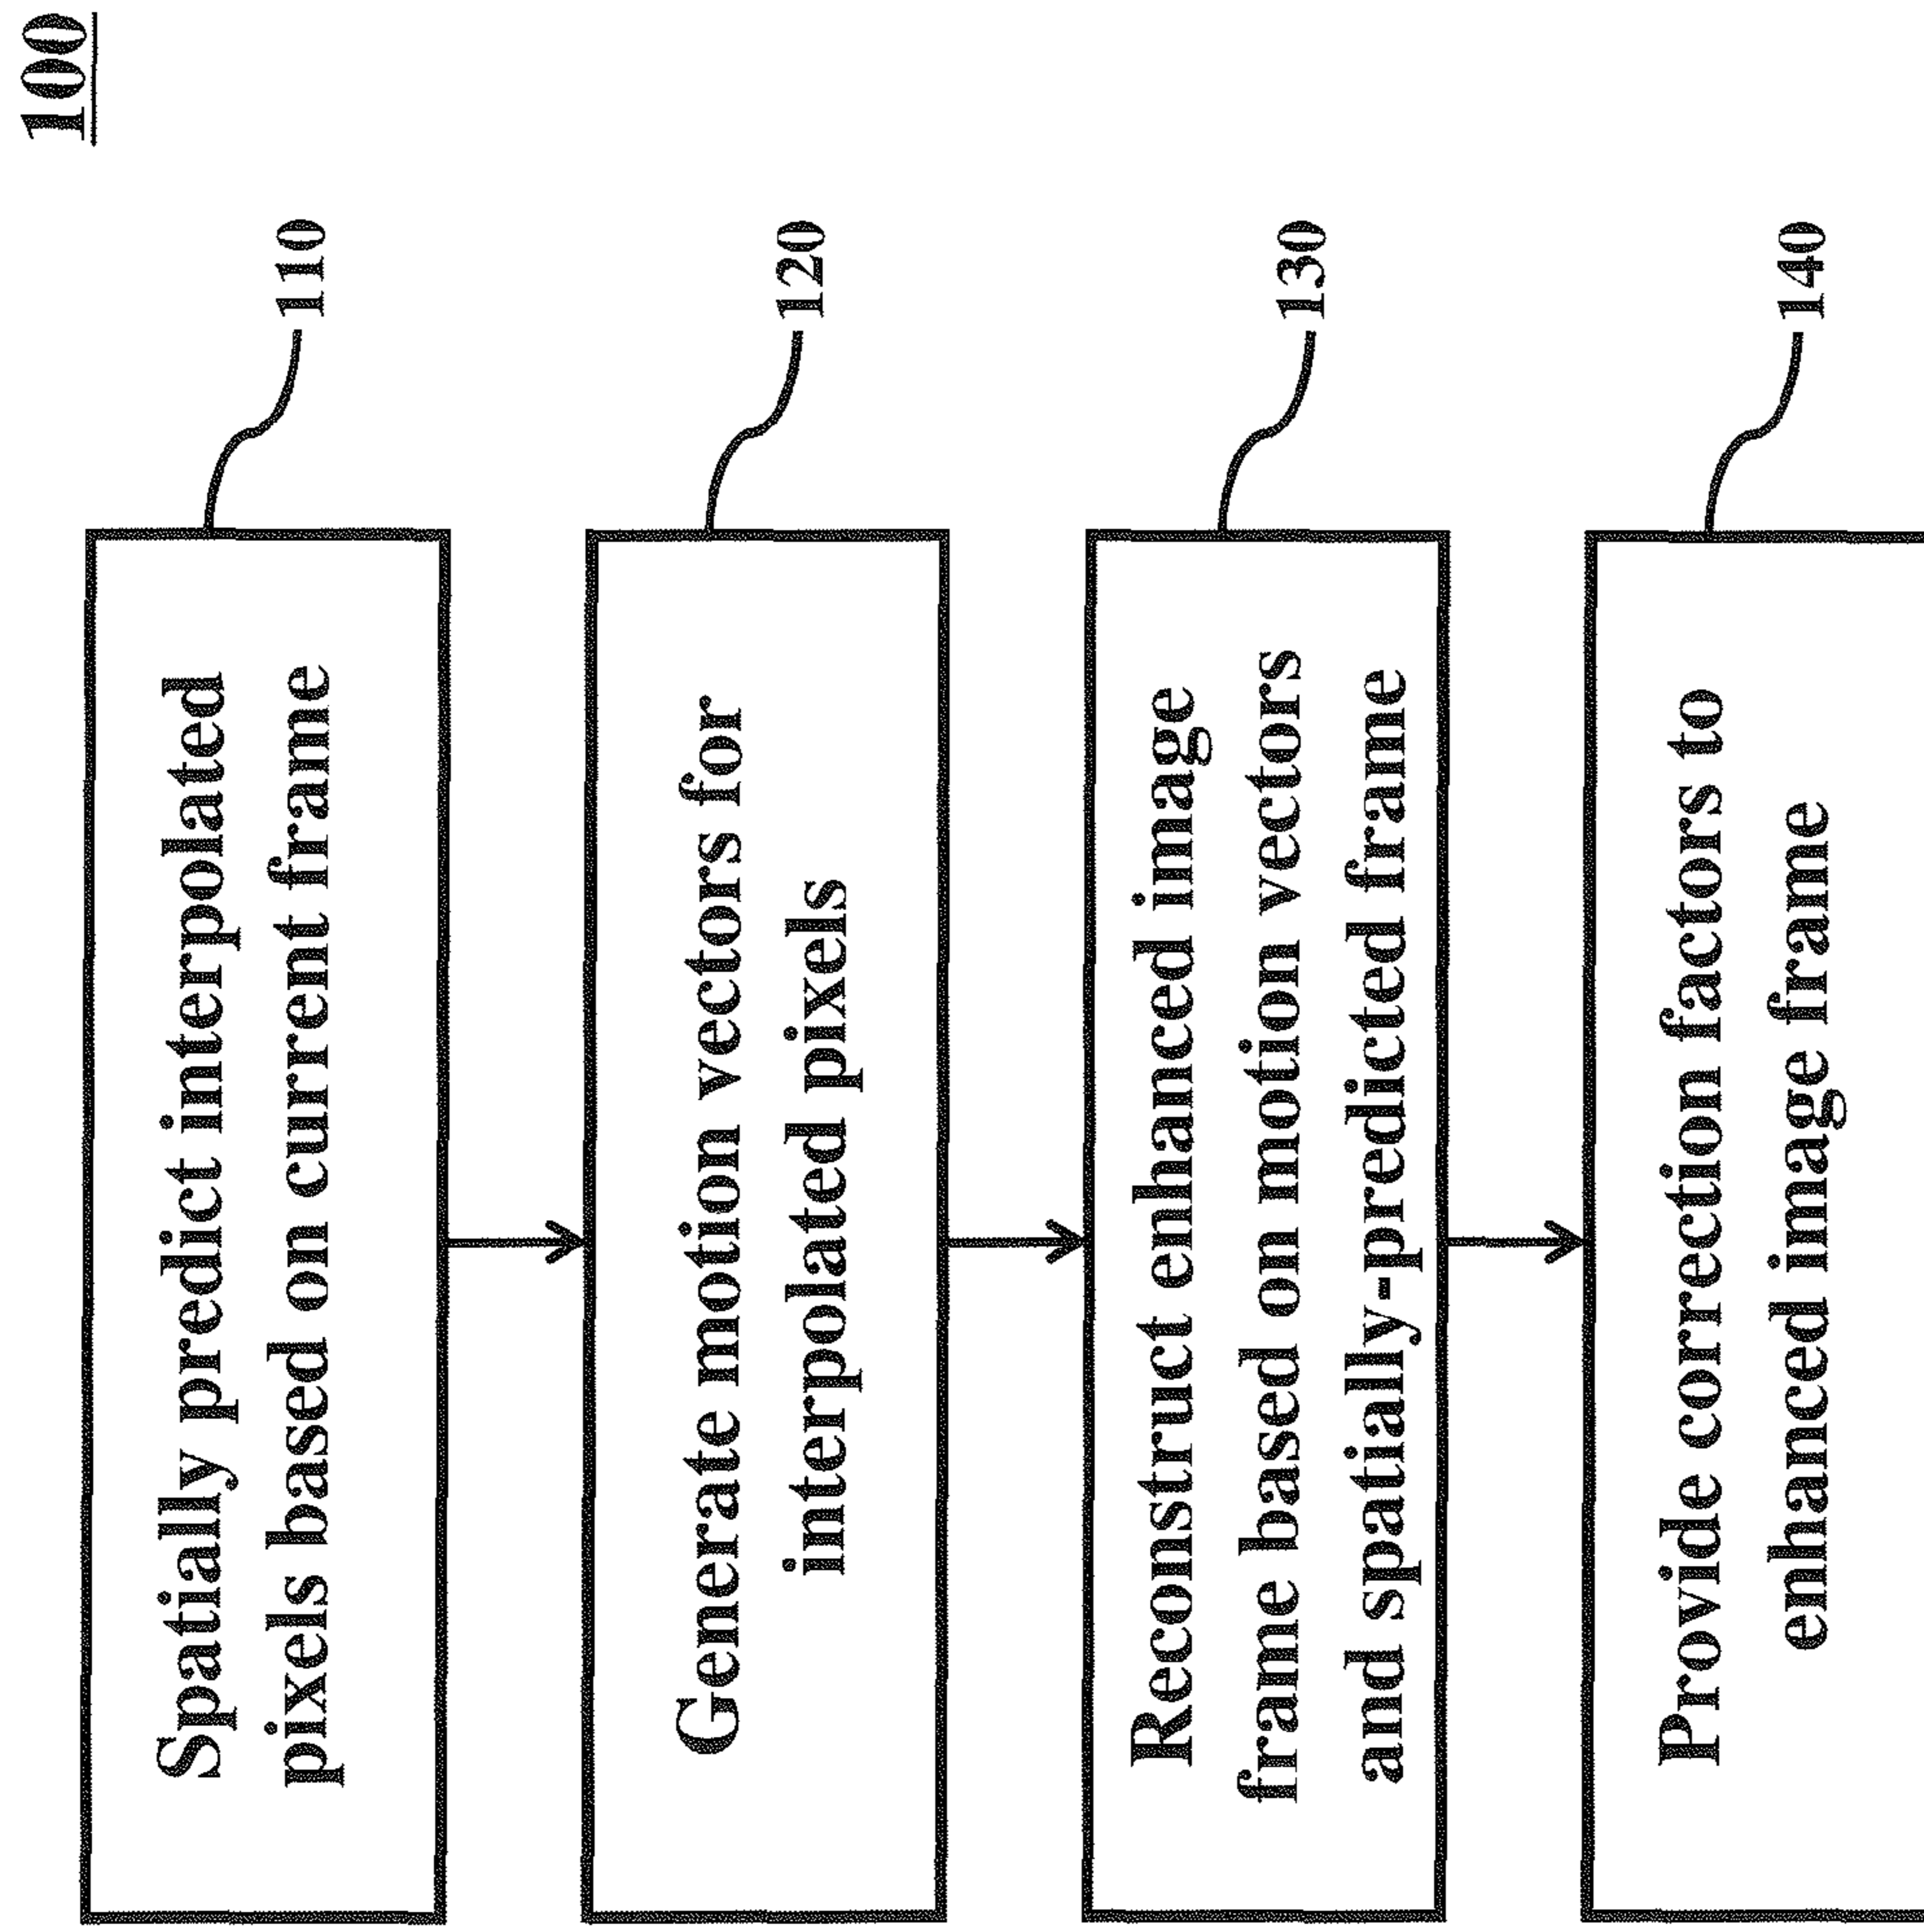 100
Spatially predict interpolated
pixels based on current frame
110
Generate motion vectors for
interpolated pixels
120
Reconstruct enhanced image
frame based on motion vectors
and spatially-predicted frame
130
Provide correction factors to
enhanced image frame
140